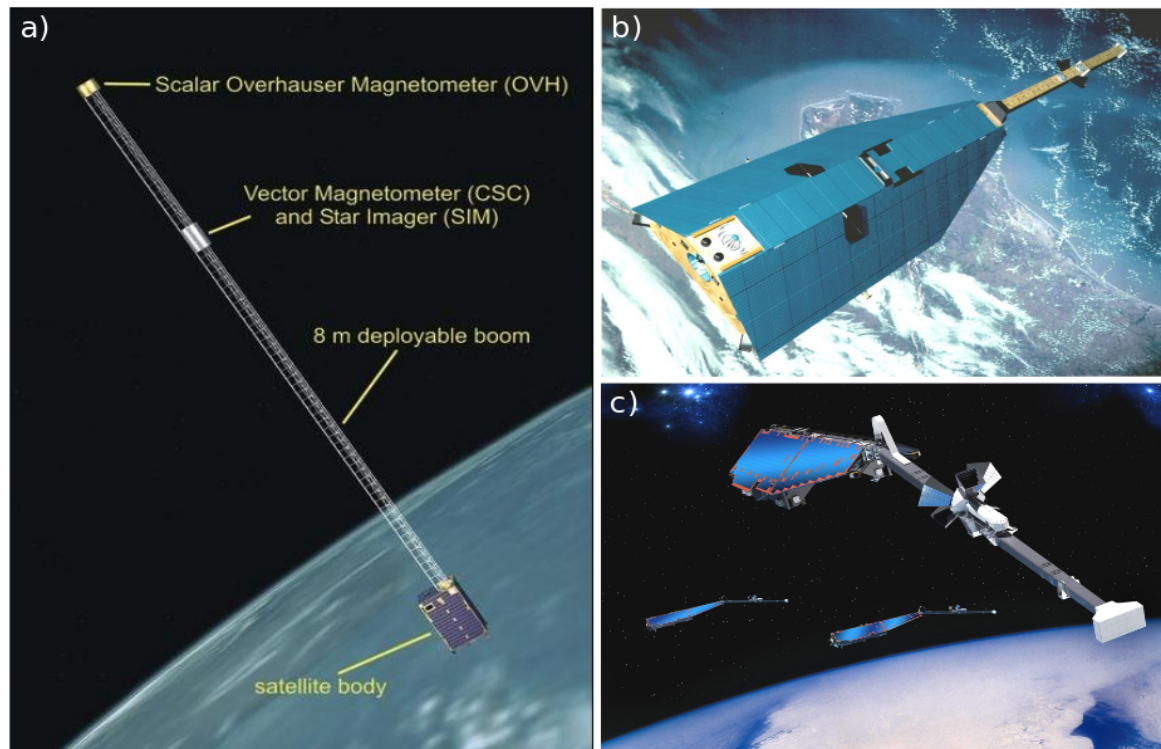 a)
Scalar Overhauser Magnetometer (OVH)
Vector Magnetometer (CSC)
and Star Imager (SIM)
8 m deployable boom
satellite body
b)
c)